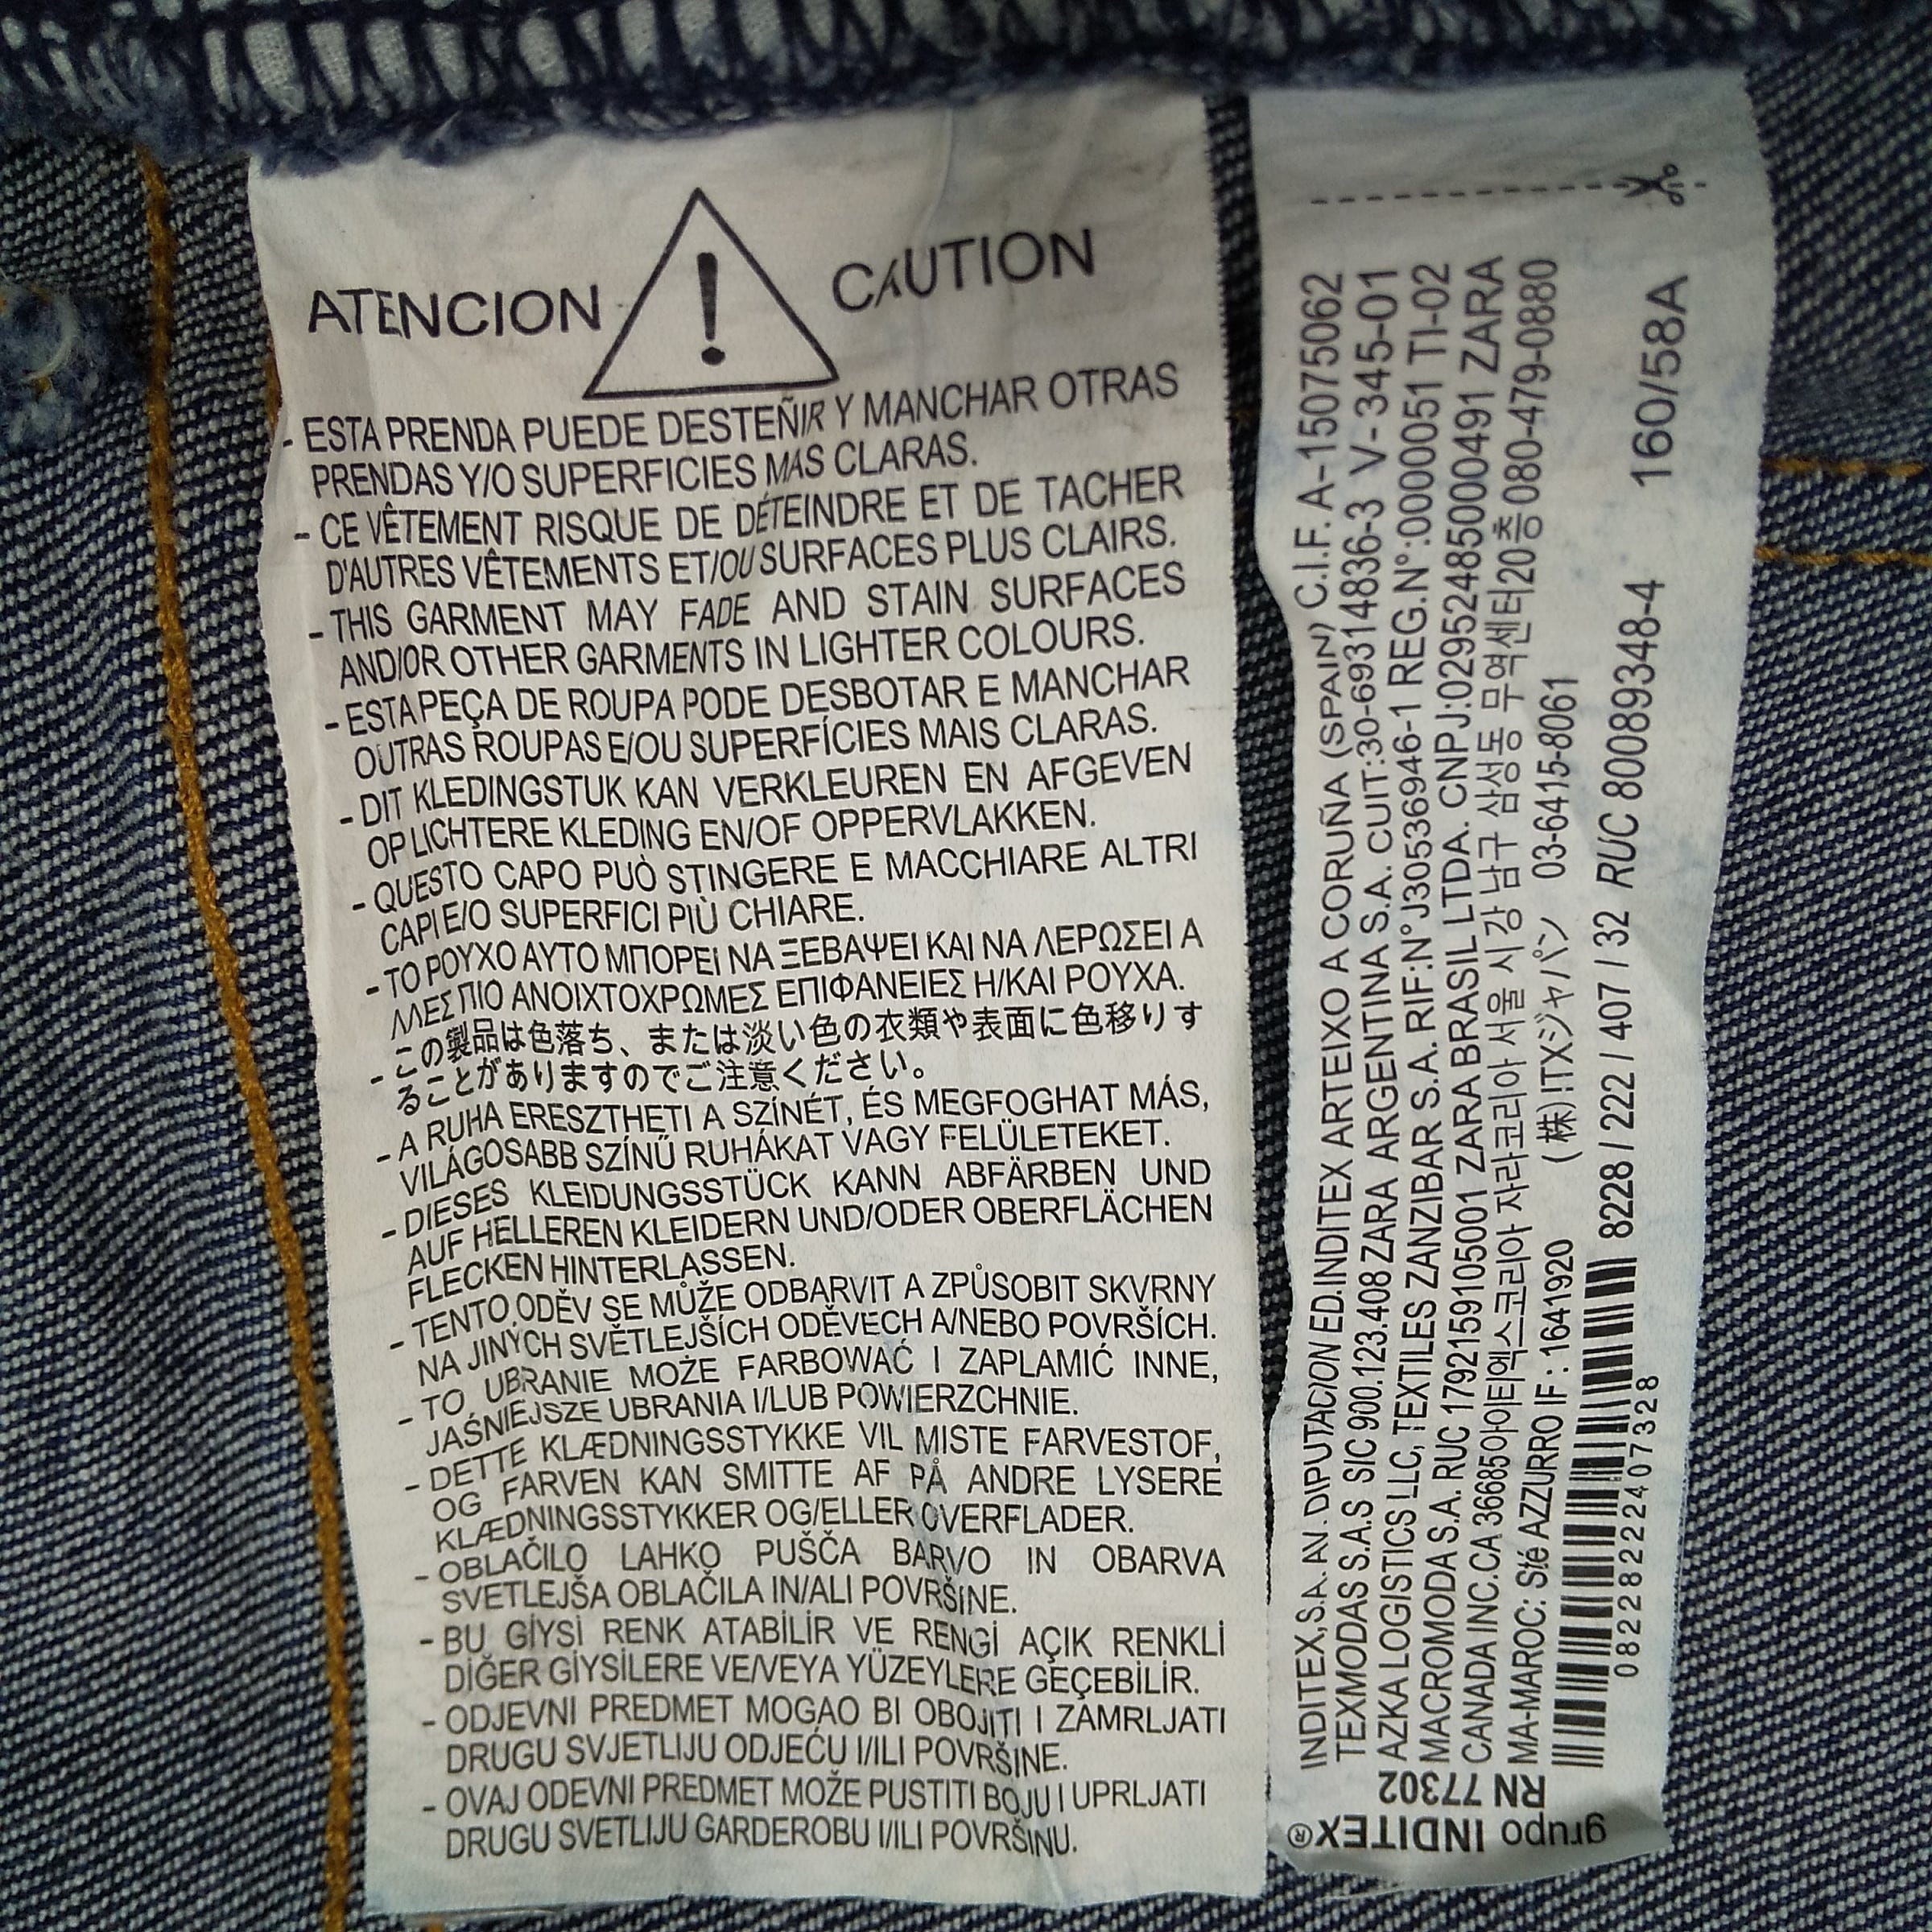 ATENCION ! CAUTION
- ESTA PRENDA PUEDE DESTEÑIR Y MANCHAR OTRAS
PRENDAS Y/O SUPERFICIES MÁS CLARAS.
- CE VÊTEMENT RISQUE DE DÉTEINDRE ET DE TACHER
D'AUTRES VÊTEMENTS ET/OU SURFACES PLUS CLAIRS.
- THIS GARMENT MAY FADE AND STAIN SURFACES
AND/OR OTHER GARMENTS IN LIGHTER COLOURS.
- ESTA PEÇA DE ROUPA PODE DESBOTAR E MANCHAR
OUTRAS ROUPAS E/OU SUPERFÍCIES MAIS CLARAS.
- DIT KLEDINGSTUK KAN VERKLEUREN EN AFGEVEN
OP LICHTERE KLEDING EN/OF OPPERVLAKKEN.
- QUESTO CAPO PUÒ STINGERE E MACCHIARE ALTRI
CAPI E/O SUPERFICI PIÙ CHIARE.
- ΤΟ ΡΟΥΧΟ ΑΥΤΟ ΜΠΟΡΕΙ ΝΑ ΞΕΒΑΨΕΙ ΚΑΙ ΝΑ ΛΕΡΩΣΕΙ Α
ΛΛΕΣ ΠΙΟ ΑΝΟΙΧΤΟΧΡΩΜΕΣ ΕΠΙΦΑΝΕΙΕΣ Η/ΚΑΙ ΡΟΥΧΑ.
- この製品は色落ち、または淡い色の衣類や表面に色移りす
ることがありますのでご注意ください。
- A RUHA ERESZTHETI A SZÍNÉT, ÉS MEGFOGHAT MÁS,
VILÁGOSABB SZÍNŰ RUHÁKAT VAGY FELÜLETEKET.
- DIESES KLEIDUNGSSTÜCK KANN ABFÄRBEN UND
AUF HELLEREN KLEIDERN UND/ODER OBERFLÄCHEN
FLECKEN HINTERLASSEN.
- TENTO ODĚV SE MŮŽE ODBARVIT A ZPŮSOBIT SKVRNY
NA JINÝCH SVĚTLEJŠÍCH ODĚVECH A/NEBO POVRŠÍCH.
- TO UBRANIE MOŻE FARBOWAĆ I ZAPLAMIĆ INNE,
JAŚNIEJSZE UBRANIA I/LUB POWIERZCHNIE.
- DETTE KLÆDNINGSSTYKKE VIL MISTE FARVESTOF,
OG FARVEN KAN SMITTE AF PÅ ANDRE LYSERE
KLÆDNINGSSTYKKER OG/ELLER OVERFLADER.
- OBLAČILO LAHKO PUŠČA BARVO IN OBARVA
SVETLEJŠA OBLAČILA IN/ALI POVRŠINE.
- BU GİYSİ RENK ATABİLİR VE RENGİ AÇIK RENKLİ
DİĞER GİYSİLERE VE/VEYA YÜZEYLERE GEÇEBİLİR.
- ODJEVNI PREDMET MOGAO BI OBOJITI I ZAMRLJATI
DRUGU SVJETLIJU ODJEĆU I/ILI POVRŠINE.
- OVAJ ODEVNI PREDMET MOŽE PUSTITI BOJU I UPRLJATI
DRUGU SVETLIJU GARDEROBU I/ILI POVRŠINU.
INDITEX,S.A. AV. DIPUTACION ED.INDITEX ARTEIXO A CORUÑA (SPAIN) C.I.F. A-15075062
TEXMODAS S.A.S SIC 900.123.408 ZARA ARGENTINA S.A. CUIT:30-69314836-3 V-345-01
AZKA LOGISTICS LLC, TEXTILES ZANZIBAR S.A. RIF:N° J30536946-1 REG.N°:0000051 TI-02
MACROMODA S.A. RUC 1792159105001 ZARA BRASIL LTDA. CNPJ:02952485000491 ZARA
CANADA INC.CA 36685아이티엑스코리아 자라코리아 서울 시강 남구 삼성동 무역센터20층 080-479-0880
MA-MAROC: Sté AZZURRO IF : 1641920 (株)ITXジャパン 03-6415-8061
8228 / 222 / 407 / 32 RUC 80089348-4 160/58A
08228222407328
RN 77302
grupo INDITEX®